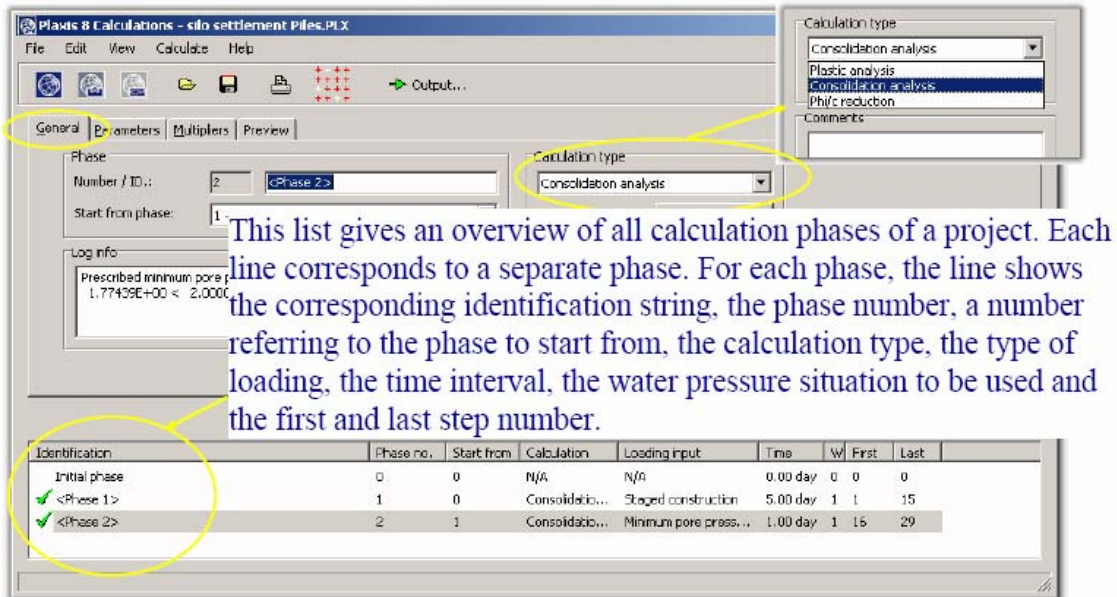 Plaxis 8 Calculations - silo settlement Piles.PLX
File Edit View Calculate Help
Output...
General Parameters Multipliers Preview
Phase
Number / ID.: 2 <Phase 2>
Start from phase: 1 -
Log info
Prescribed minimum pore p
1.77439E+00 < 2.0000
Calculation type
Consolidation analysis
Calculation type
Consolidation analysis
Plastic analysis
Consolidation analysis
Phi/c reduction
Comments
This list gives an overview of all calculation phases of a project. Each
line corresponds to a separate phase. For each phase, the line shows
the corresponding identification string, the phase number, a number
referring to the phase to start from, the calculation type, the type of
loading, the time interval, the water pressure situation to be used and
the first and last step number.
Identification Phase no. Start from Calculation Loading input Time W First Last
Initial phase 0 0 N/A N/A 0.00 day 0 0 0
<Phase 1> 1 0 Consolidatio... Staged construction 5.00 day 1 1 15
<Phase 2> 2 1 Consolidatio... Minimum pore press... 1.00 day 1 16 29